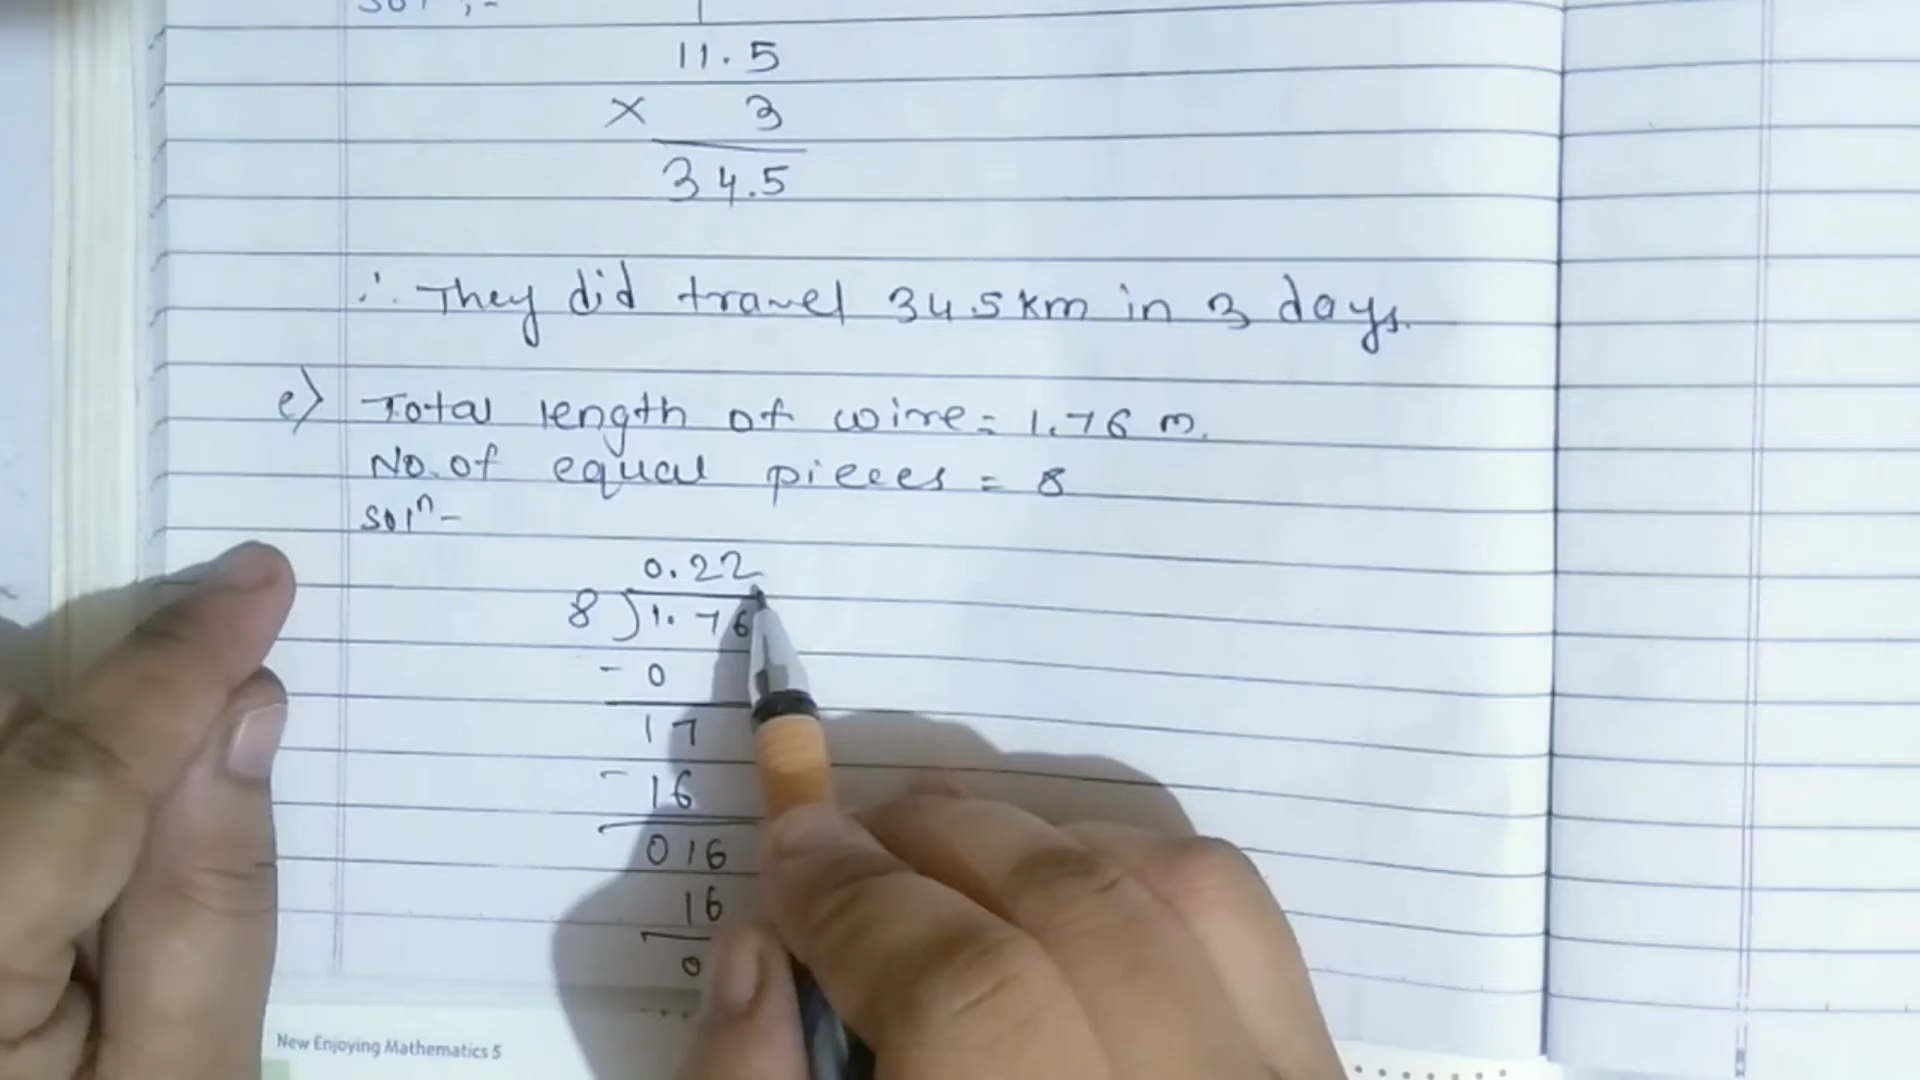 11.5
× 3
34.5
∴ They did travel 34.5 km in 3 days.
e) Total length of wire = 1.76 m.
No. of equal pieces = 8
Solⁿ -
0.22
8 ) 1.76
- 0
17
- 16
016
16
0
New Enjoying Mathematics 5